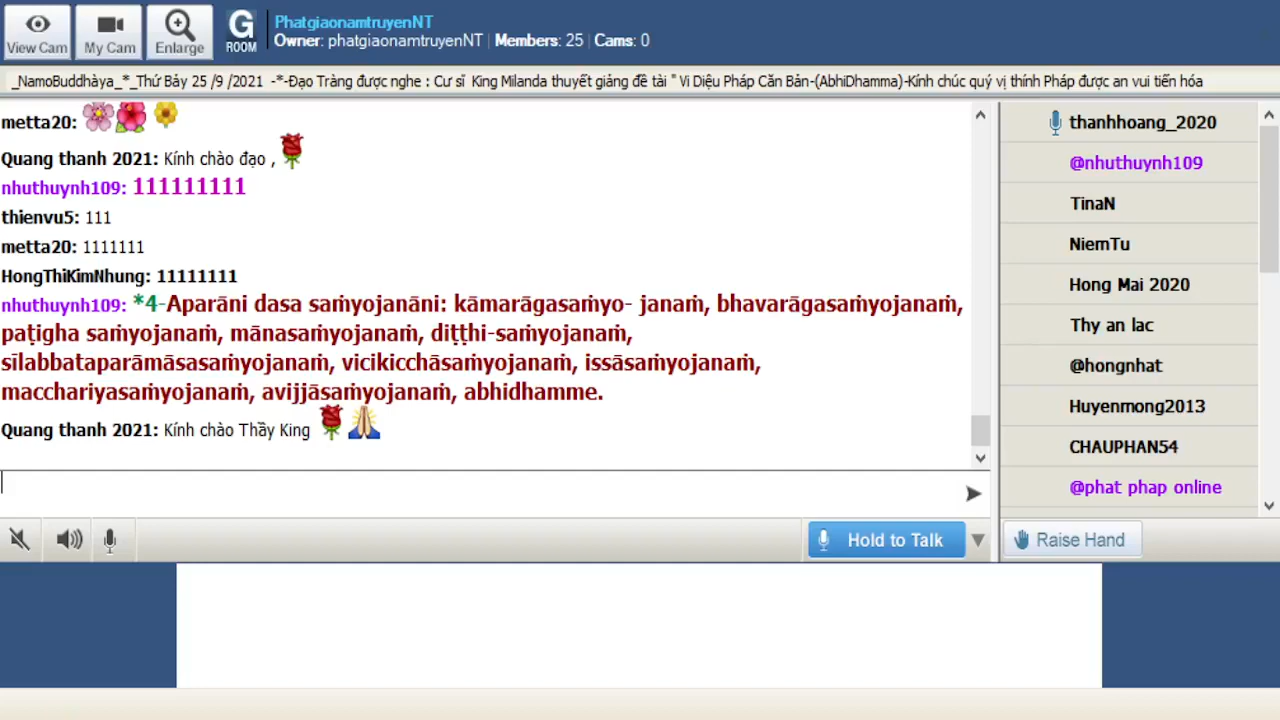 View Cam
My Cam
Enlarge
G
ROOM
PhatgiaonamtruyenNT
Owner: phatgiaonamtruyenNT | Members: 25 | Cams: 0
_NamoBuddhàya_*_Thứ Bảy 25 /9 /2021 -*-Đạo Tràng được nghe : Cư sĩ King Milanda thuyết giảng đề tài " Vi Diệu Pháp Căn Bản-(AbhiDhamma)-Kính chúc quý vị thính Pháp được an vui tiến hóa
metta20:
Quang thanh 2021: Kính chào đạo ,
nhuthuynh109: 111111111
thienvu5: 111
metta20: 1111111
HongThiKimNhung: 11111111
nhuthuynh109: *4-Aparāni dasa saṁyojanāni: kāmarāgasaṁyo- janaṁ, bhavarāgasaṁyojanaṁ,
paṭigha saṁyojanaṁ, mānasaṁyojanaṁ, diṭṭhi-saṁyojanaṁ,
sīlabbataparāmāsasaṁyojanaṁ, vicikicchāsaṁyojanaṁ, issāsaṁyojanaṁ,
macchariyasaṁyojanaṁ, avijjāsaṁyojanaṁ, abhidhamme.
Quang thanh 2021: Kính chào Thầy King
thanhhoang_2020
@nhuthuynh109
TinaN
NiemTu
Hong Mai 2020
Thy an lac
@hongnhat
Huyenmong2013
CHAUPHAN54
@phat phap online
Hold to Talk
Raise Hand